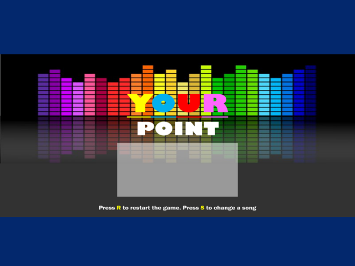 YOUR
POINT
Press R to restart the game. Press S to change a song